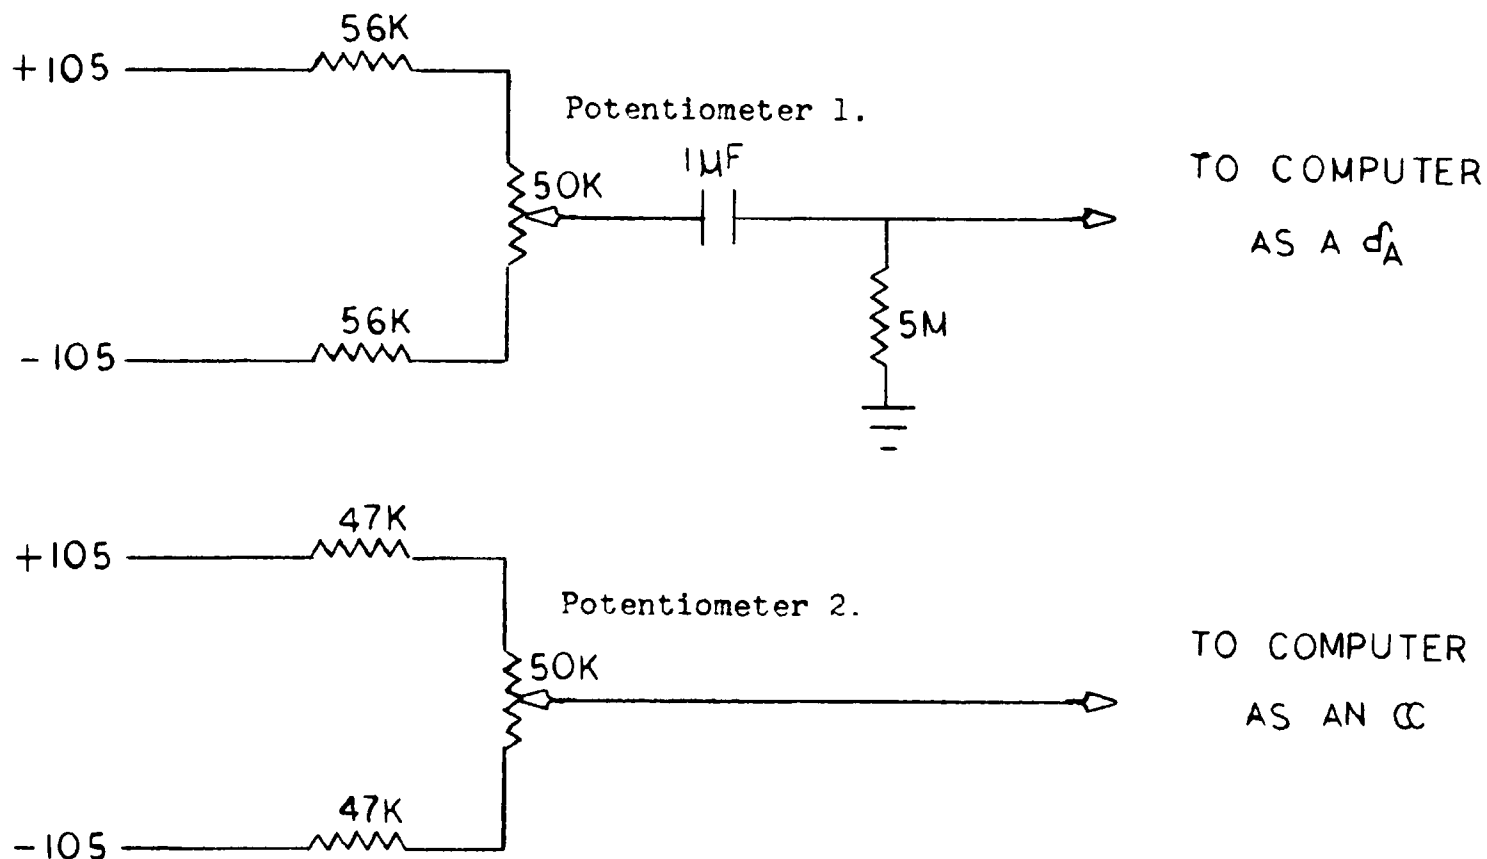 56K
+105
Potentiometer 1.
1µF
50K
TO COMPUTER
AS A δA
56K
-105
5M
47K
+105
Potentiometer 2.
50K
TO COMPUTER
AS AN α
47K
-105